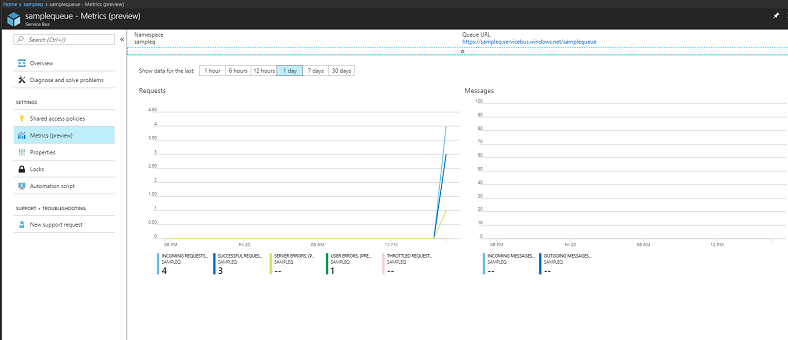 Home > sampleq > samplequeue - Metrics (preview)
samplequeue - Metrics (preview)
Service Bus
Search (Ctrl+/)
«
Overview
Diagnose and solve problems
SETTINGS
Shared access policies
Metrics (preview)
Properties
Locks
Automation script
SUPPORT + TROUBLESHOOTING
New support request
Namespace
sampleq
Queue URL
https://sampleq.servicebus.windows.net/samplequeue
Show data for the last:
1 hour
6 hours
12 hours
1 day
7 days
30 days
Requests
4.50
4
3.50
3
2.50
2
1.50
1
0.50
0
06 PM
Fri 20
06 AM
12 PM
INCOMING REQUESTS...
SAMPLEQ
4
SUCCESSFUL REQUES...
SAMPLEQ
3
SERVER ERRORS. (P...
SAMPLEQ
--
USER ERRORS. (PRE...
SAMPLEQ
1
THROTTLED REQUEST...
SAMPLEQ
--
Messages
100
90
80
70
60
50
40
30
20
10
0
06 PM
Fri 20
06 AM
12 PM
INCOMING MESSAGES...
SAMPLEQ
--
OUTGOING MESSAGES...
SAMPLEQ
--